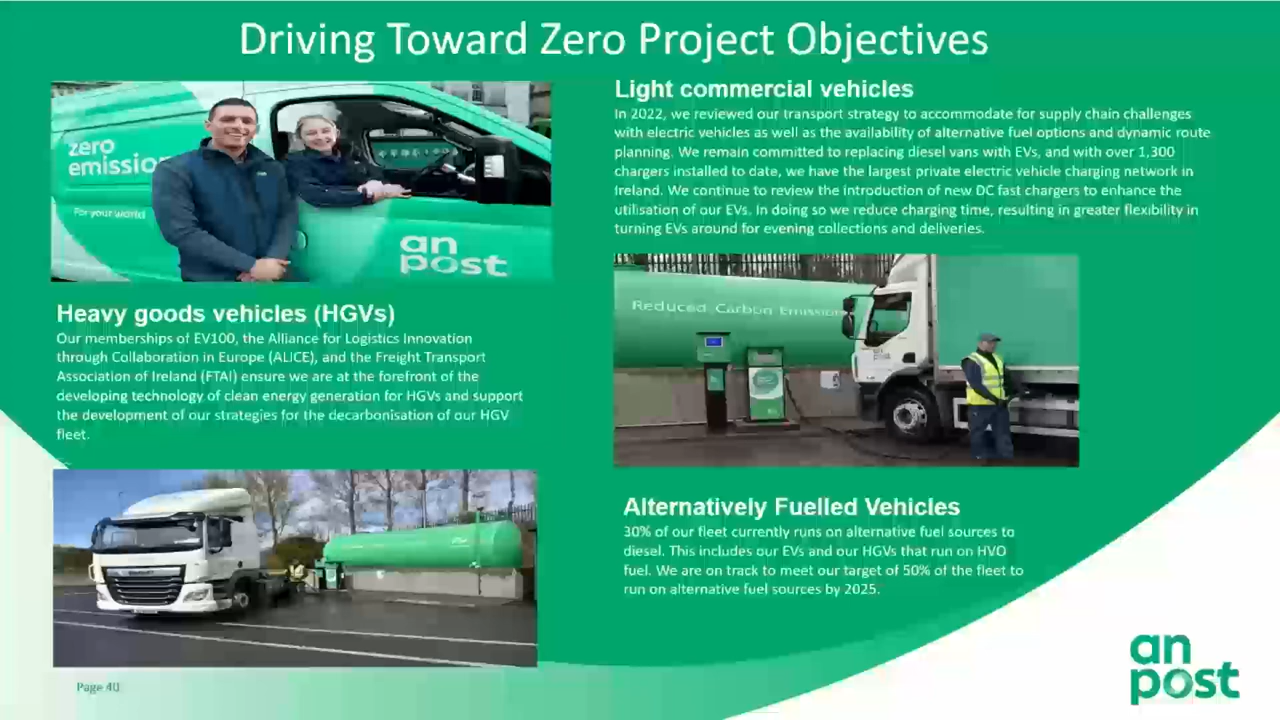 Driving Toward Zero Project Objectives
zero
emission
For your world
an
post
Heavy goods vehicles (HGVs)
Our memberships of EV100, the Alliance for Logistics Innovation
through Collaboration in Europe (ALICE), and the Freight Transport
Association of Ireland (FTAI) ensure we are at the forefront of the
developing technology of clean energy generation for HGVs and support
the development of our strategies for the decarbonisation of our HGV
fleet.
Light commercial vehicles
In 2022, we reviewed our transport strategy to accommodate for supply chain challenges
with electric vehicles as well as the availability of alternative fuel options and dynamic route
planning. We remain committed to replacing diesel vans with EVs, and with over 1,300
chargers installed to date, we have the largest private electric vehicle charging network in
Ireland. We continue to review the introduction of new DC fast chargers to enhance the
utilisation of our EVs. In doing so we reduce charging time, resulting in greater flexibility in
turning EVs around for evening collections and deliveries.
Reduced Carbon Emission
Alternatively Fuelled Vehicles
30% of our fleet currently runs on alternative fuel sources to
diesel. This includes our EVs and our HGVs that run on HVO
fuel. We are on track to meet our target of 50% of the fleet to
run on alternative fuel sources by 2025.
Page 40
an
post